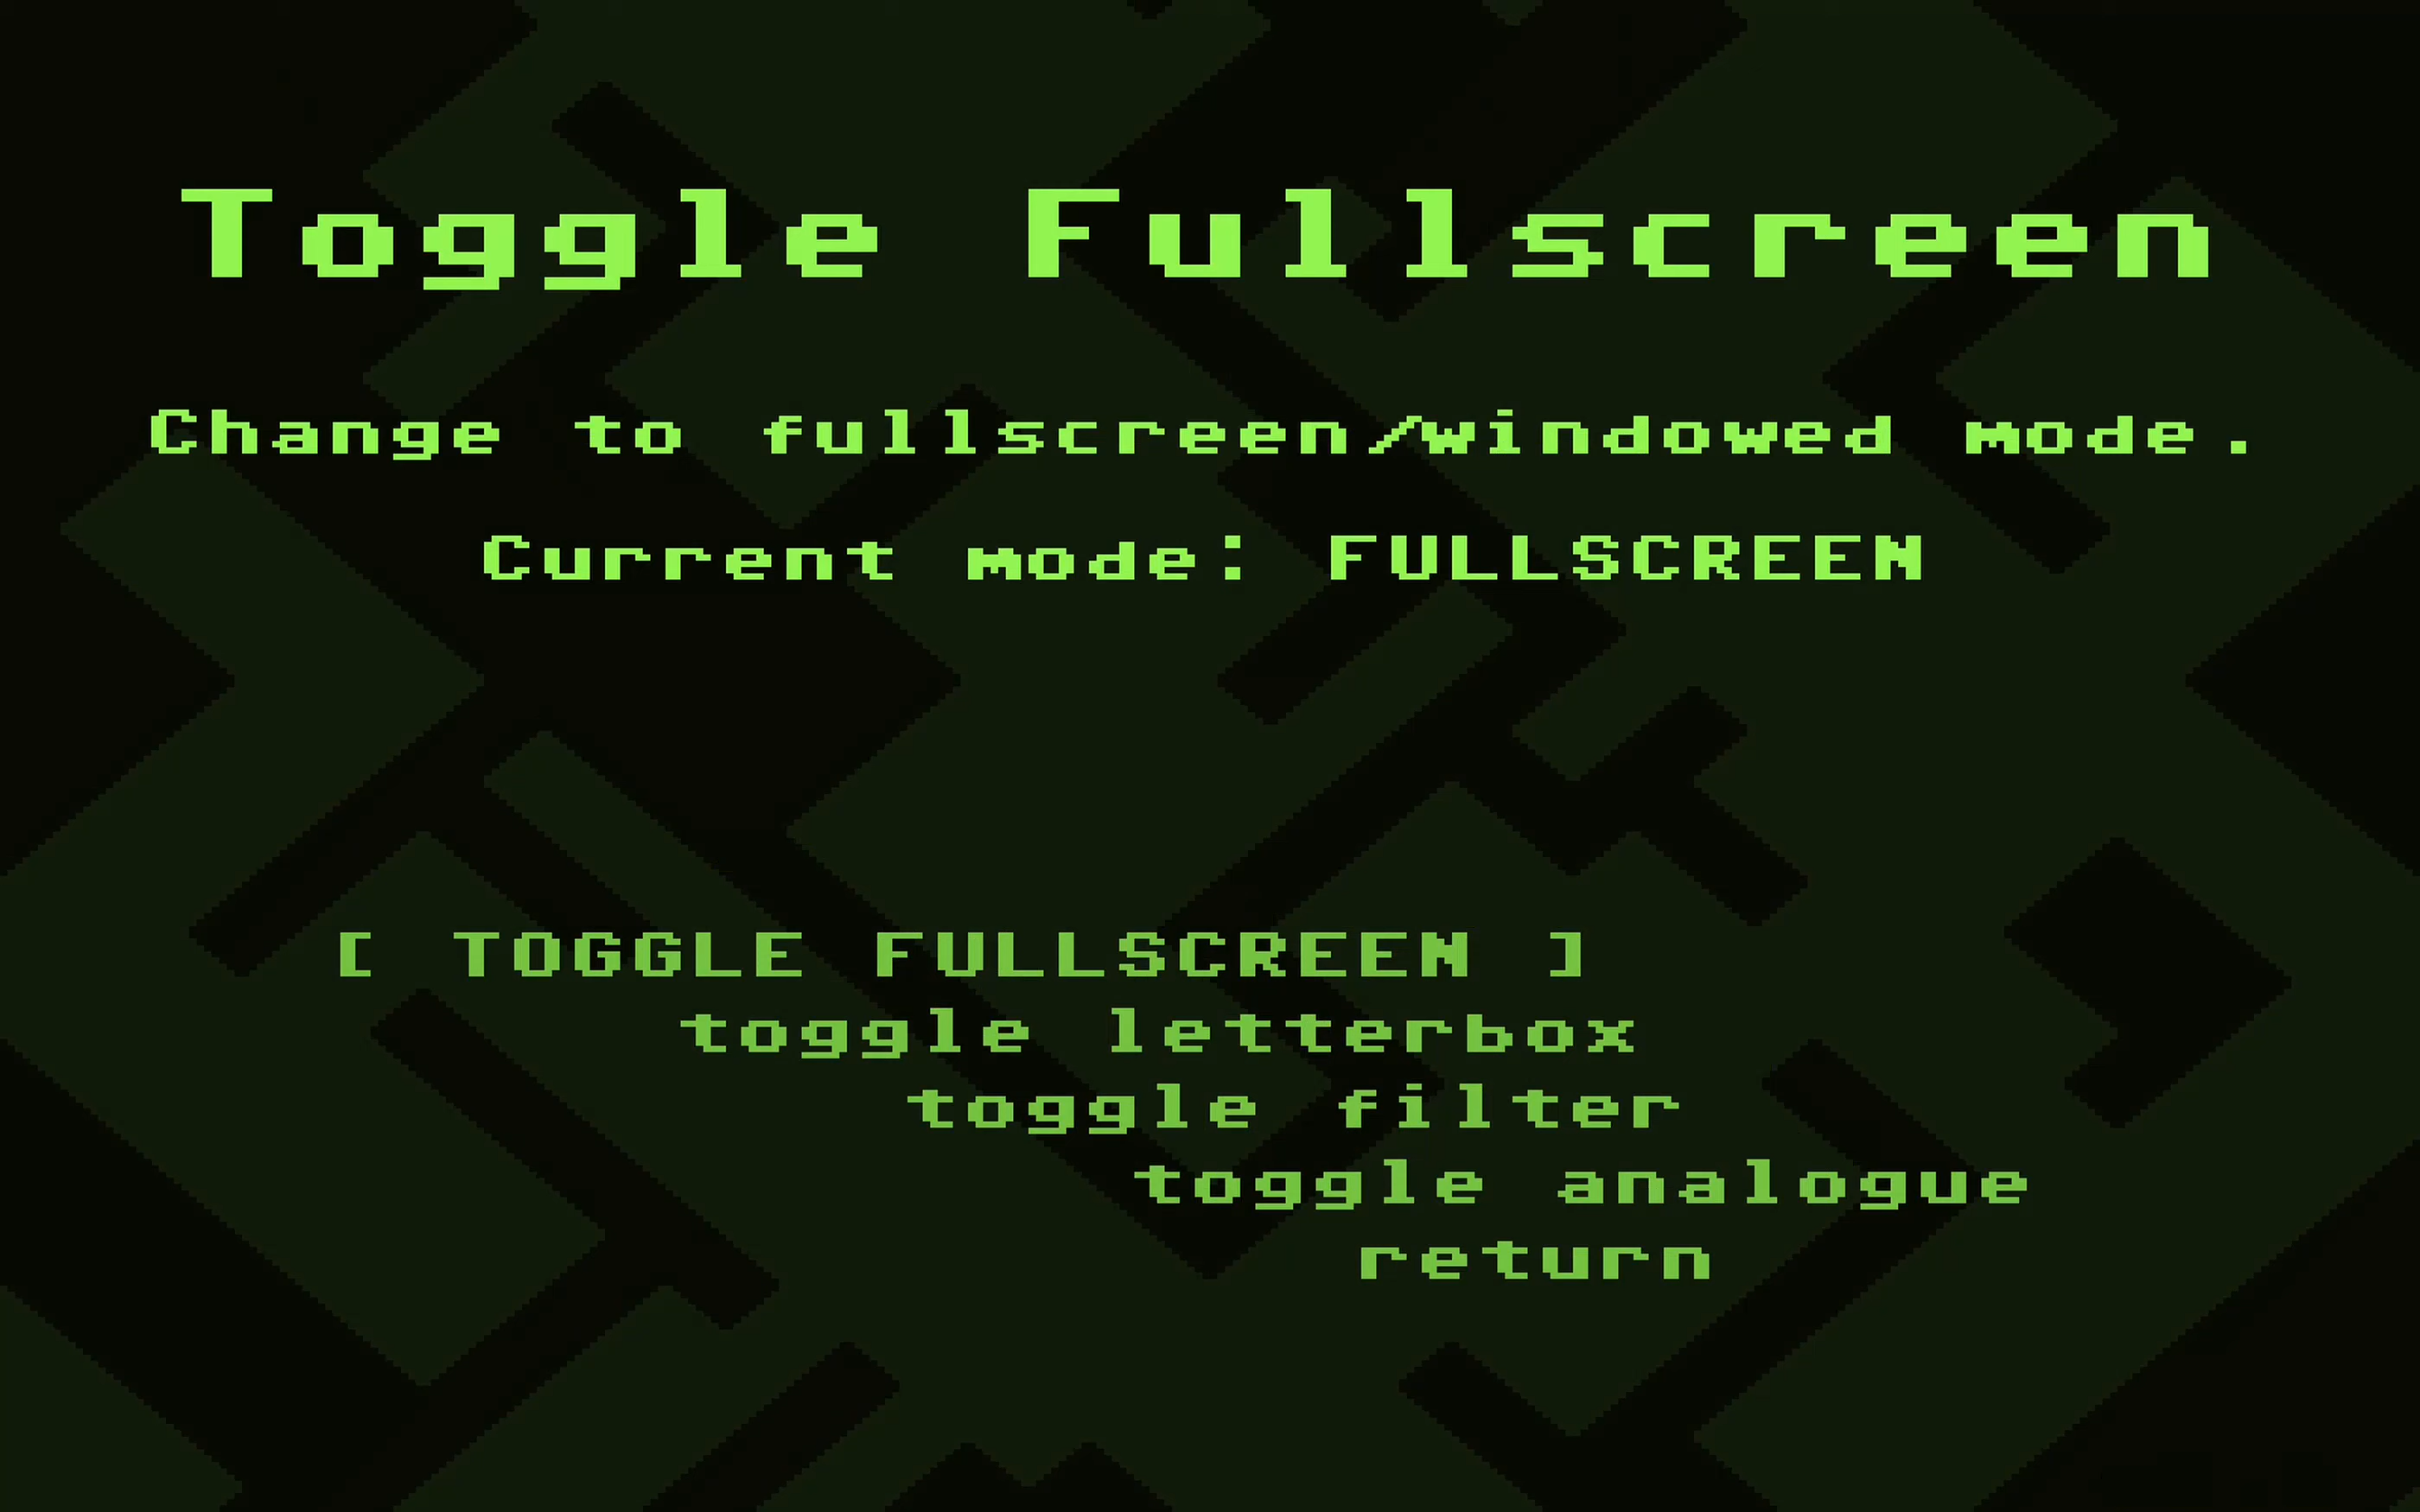 Toggle Fullscreen
Change to fullscreen/windowed mode.
Current mode: FULLSCREEN
[ TOGGLE FULLSCREEN ]
toggle letterbox
toggle filter
toggle analogue
return